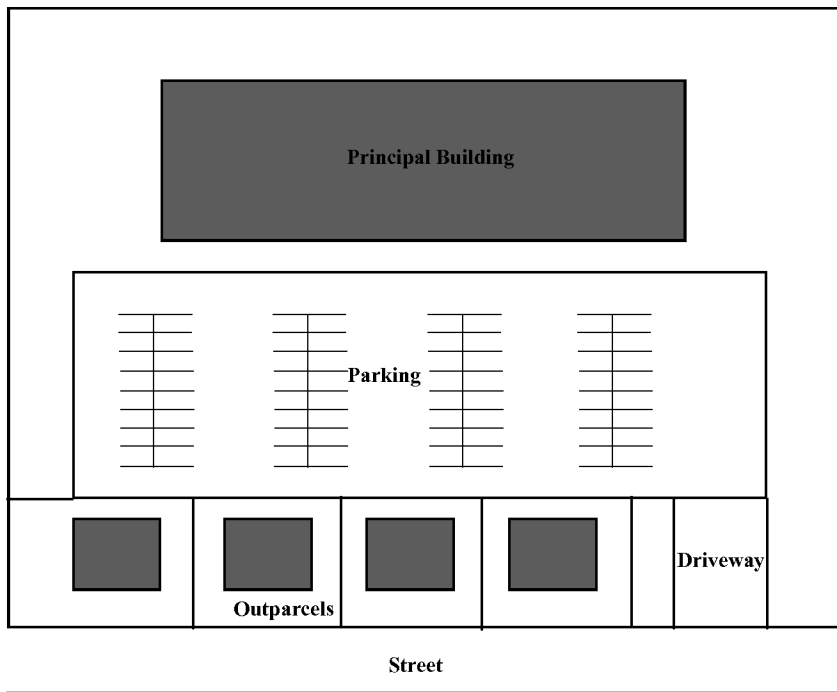 Principal Building
Parking
Driveway
Outparcels
Street